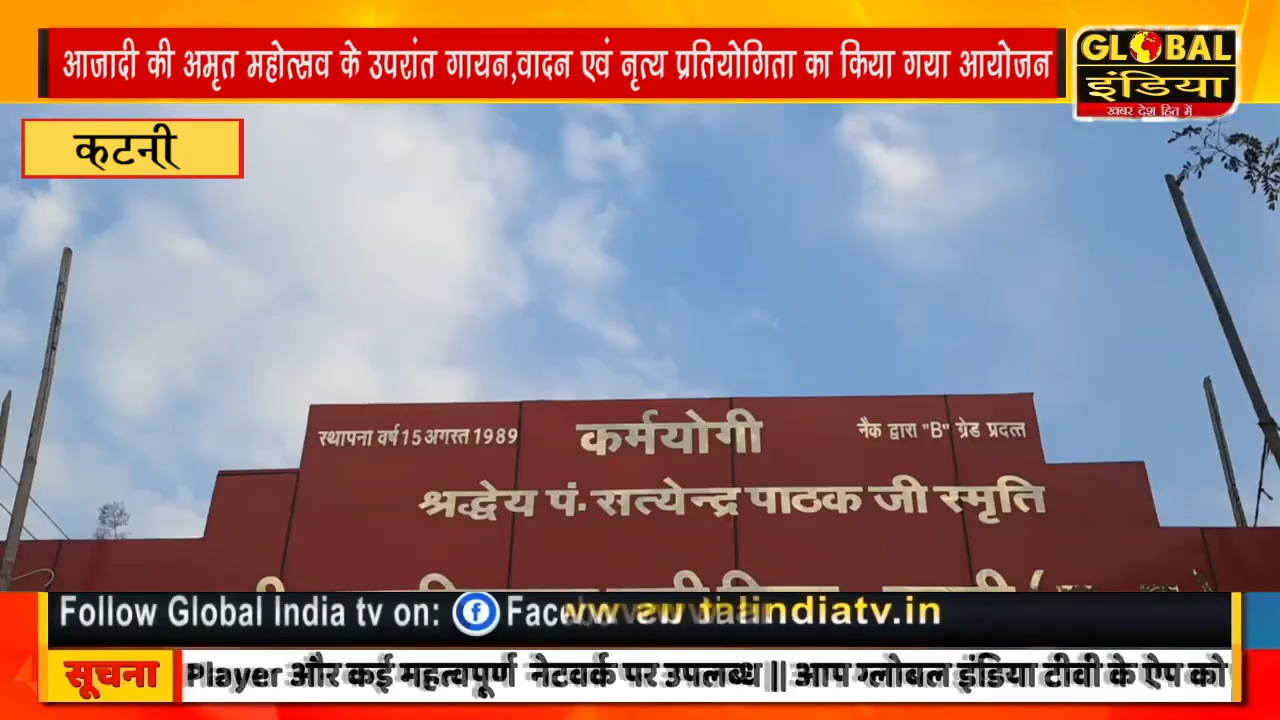 आजादी की अमृत महोत्सव के उपरांत गायन,वादन एवं नृत्य प्रतियोगिता का किया गया आयोजन
GLOBAL
इंडिया
खबर देश हित में
कटनी
स्थापना वर्ष 15 अगस्त 1989
कर्मयोगी
नैक द्वारा "B" ग्रेड प्रदत्त
श्रद्धेय पं. सत्येन्द्र पाठक जी स्मृति
Follow Global India tv on:
सूचना
Player और कई महत्वपूर्ण नेटवर्क पर उपलब्ध || आप ग्लोबल इंडिया टीवी के ऐप को